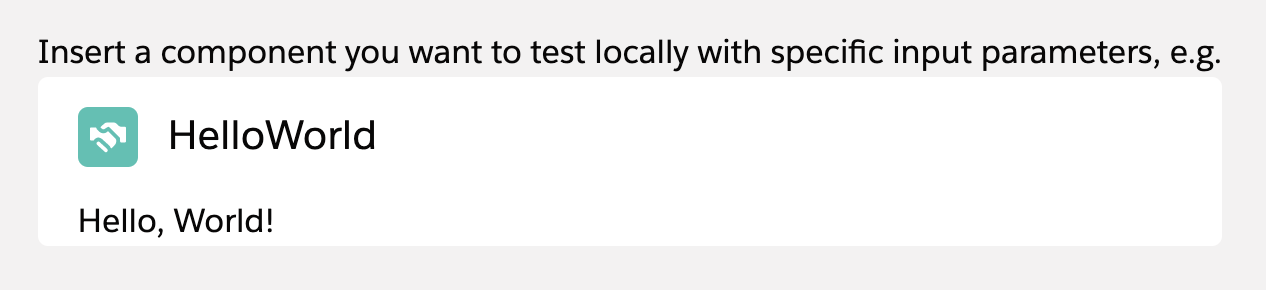 Insert a component you want to test locally with specific input parameters, e.g.
HelloWorld
Hello, World!